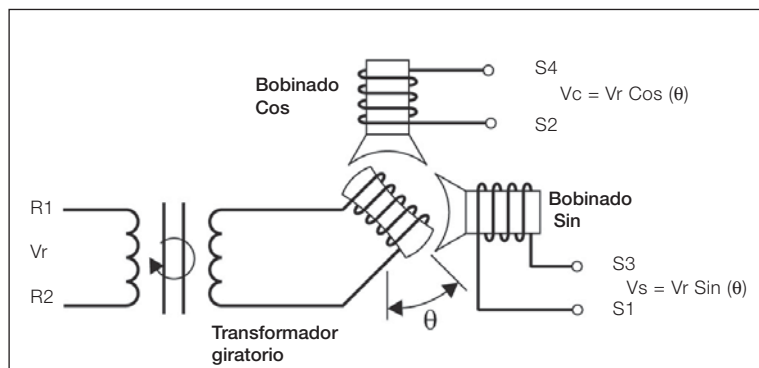 Bobinado
Cos
S4
Vc = Vr Cos (θ)
S2
R1
Vr
R2
Bobinado
Sin
S3
Vs = Vr Sin (θ)
S1
θ
Transformador
giratorio